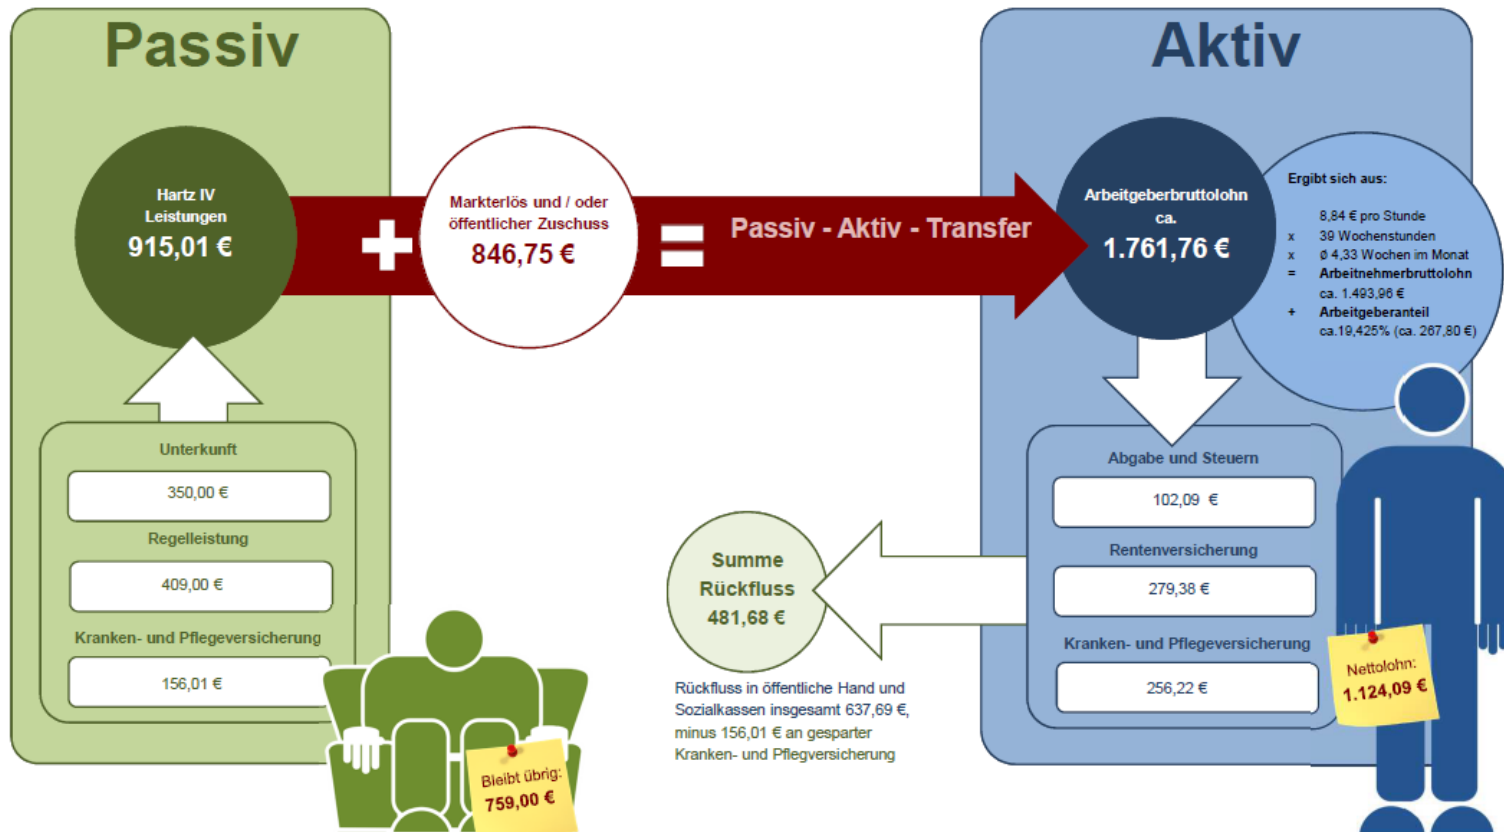 Passiv
Hartz IV
Leistungen
915,01 €
Unterkunft
350,00 €
Regelleistung
409,00 €
Kranken- und Pflegeversicherung
156,01 €
Bleibt übrig:
759,00 €
+
Markterlös und / oder
öffentlicher Zuschuss
846,75 €
=
Passiv - Aktiv - Transfer
Aktiv
Arbeitgeberbruttolohn
ca.
1.761,76 €
Ergibt sich aus:
8,84 € pro Stunde
x 39 Wochenstunden
x ø 4,33 Wochen im Monat
= Arbeitnehmerbruttolohn
ca. 1.493,96 €
+ Arbeitgeberanteil
ca.19,425% (ca. 267,80 €)
Abgabe und Steuern
102,09 €
Rentenversicherung
279,38 €
Kranken- und Pflegeversicherung
256,22 €
Nettolohn:
1.124,09 €
Summe
Rückfluss
481,68 €
Rückfluss in öffentliche Hand und
Sozialkassen insgesamt 637,69 €,
minus 156,01 € an gesparter
Kranken- und Pflegversicherung